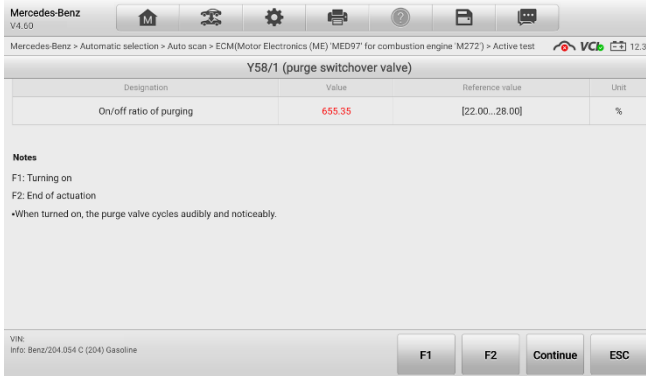 Mercedes-Benz
V4.60
M
?
Mercedes-Benz > Automatic selection > Auto scan > ECM(Motor Electronics (ME) 'MED97' for combustion engine 'M272') > Active test VCI 12.3
Y58/1 (purge switchover valve)
Designation Value Reference value Unit
On/off ratio of purging 655.35 [22.00...28.00] %
Notes
F1: Turning on
F2: End of actuation
•When turned on, the purge valve cycles audibly and noticeably.
VIN:
Info: Benz/204.054 C (204) Gasoline
F1 F2 Continue ESC